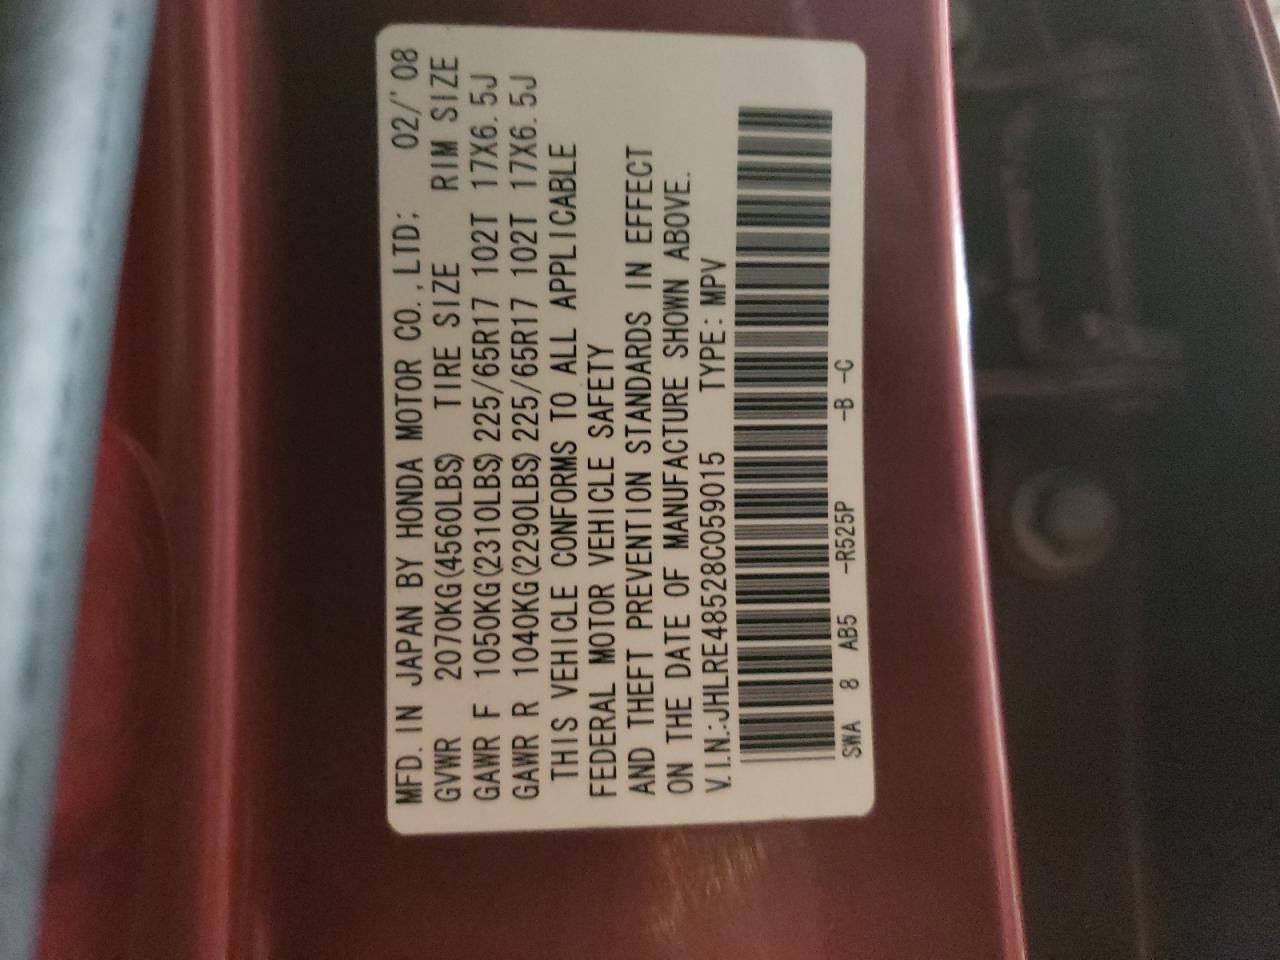 MFD. IN JAPAN BY HONDA MOTOR CO., LTD; 02/'08
GVWR 2070KG(4560LBS) TIRE SIZE RIM SIZE
GAWR F 1050KG(2310LBS) 225/65R17 102T 17X6.5J
GAWR R 1040KG(2290LBS) 225/65R17 102T 17X6.5J
THIS VEHICLE CONFORMS TO ALL APPLICABLE
FEDERAL MOTOR VEHICLE SAFETY
AND THEFT PREVENTION STANDARDS IN EFFECT
ON THE DATE OF MANUFACTURE SHOWN ABOVE.
V.I.N.:JHLRE48528C059015 TYPE:MPV
SWA 8 AB5 -R525P -B -C